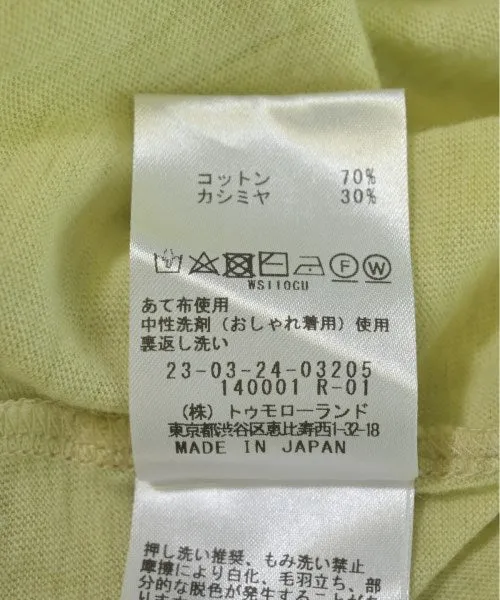 コットン 70%
カシミヤ 30%
F W
WS110CU
あて布使用
中性洗剤（おしゃれ着用）使用
裏返し洗い
23-03-24-03205
140001 R-01
（株）トゥモローランド
東京都渋谷区恵比寿西1-32-18
MADE IN JAPAN
押し洗い推奨、もみ洗い禁止
摩擦により白化、毛羽立ち、部
分的な脱色が発生することが